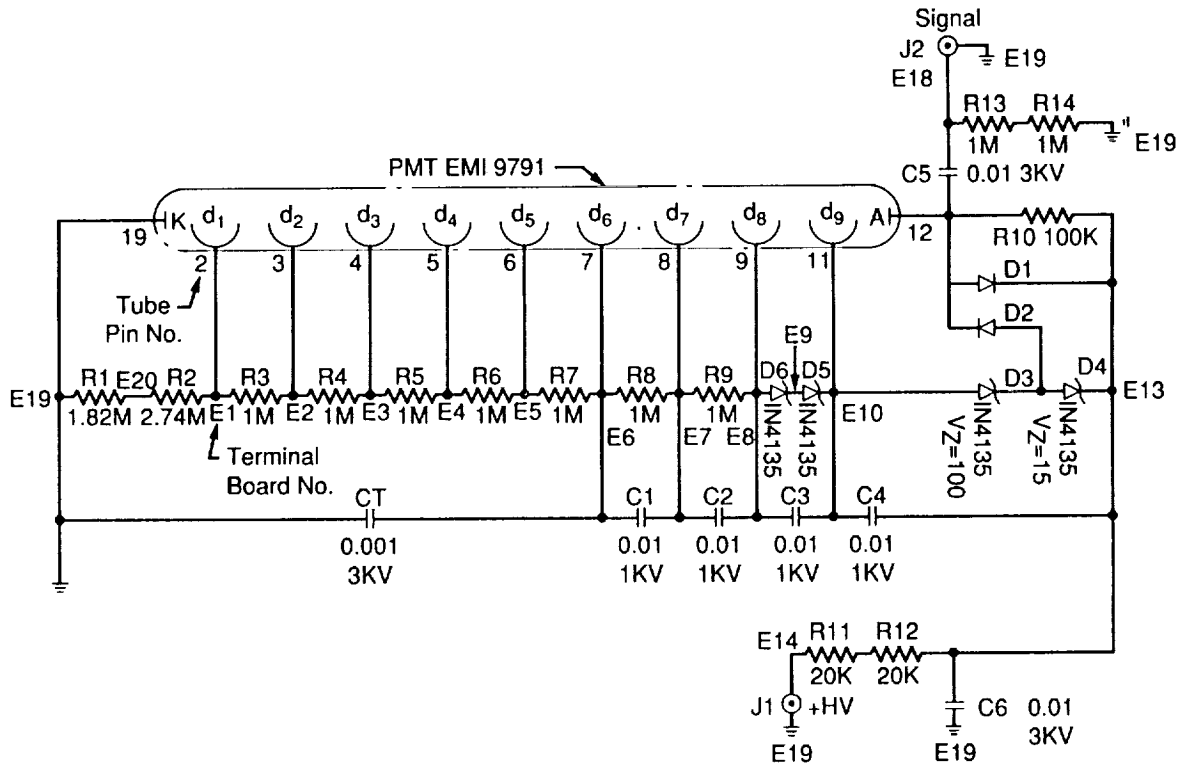 Signal
J2
E19
E18
R13 R14
1M 1M
" E19
C5 0.01 3KV
PMT EMI 9791
K d1 d2 d3 d4 d5 d6 d7 d8 d9 A
19 2 3 4 5 6 7 8 9 11 12
R10 100K
D1
D2
Tube
Pin No.
E9
E19 R1 E20 R2 R3 R4 R5 R6 R7 R8 R9 D6 D5 D3 D4 E13
1.82M 2.74M E1 1M E2 1M E3 1M E4 1M E5 1M 1M 1M E10
E6 E7 E8
IN4135
IN4135
IN4135
VZ=100
IN4135
VZ=15
Terminal
Board No.
CT C1 C2 C3 C4
0.001 0.01 0.01 0.01 0.01
3KV 1KV 1KV 1KV 1KV
E14 R11 R12
20K 20K
J1 +HV C6 0.01
3KV
E19 E19